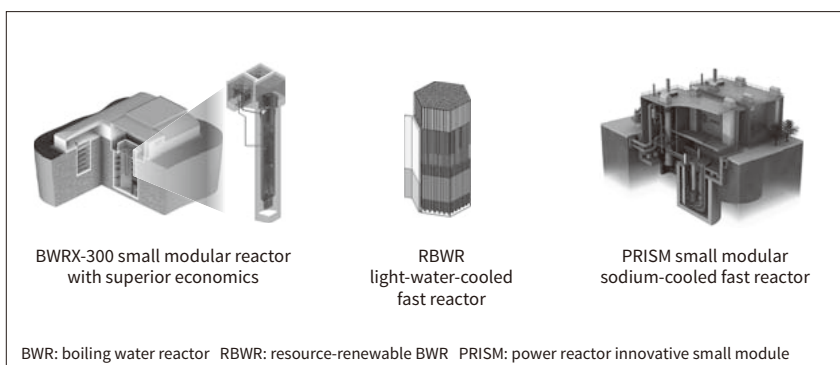 BWRX-300 small modular reactor
with superior economics
RBWR
light-water-cooled
fast reactor
PRISM small modular
sodium-cooled fast reactor
BWR: boiling water reactor RBWR: resource-renewable BWR PRISM: power reactor innovative small module